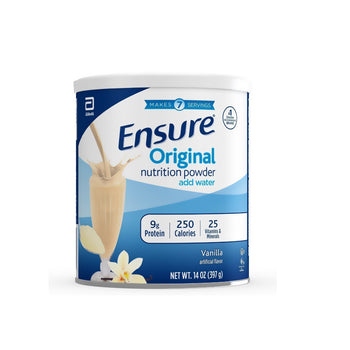 MAKES 7 SERVINGS
Abbott
Ensure®
Original
nutrition powder
add water
9g Protein
250 Calories
25 Vitamins & Minerals
Vanilla
artificial flavor
NET WT. 14 OZ (397 g)